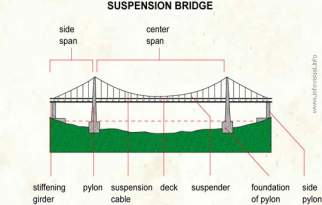 SUSPENSION BRIDGE
side
span
center
span
stiffening
girder
pylon
suspension
cable
deck
suspender
foundation
of pylon
side
pylon
www.infovisual.info